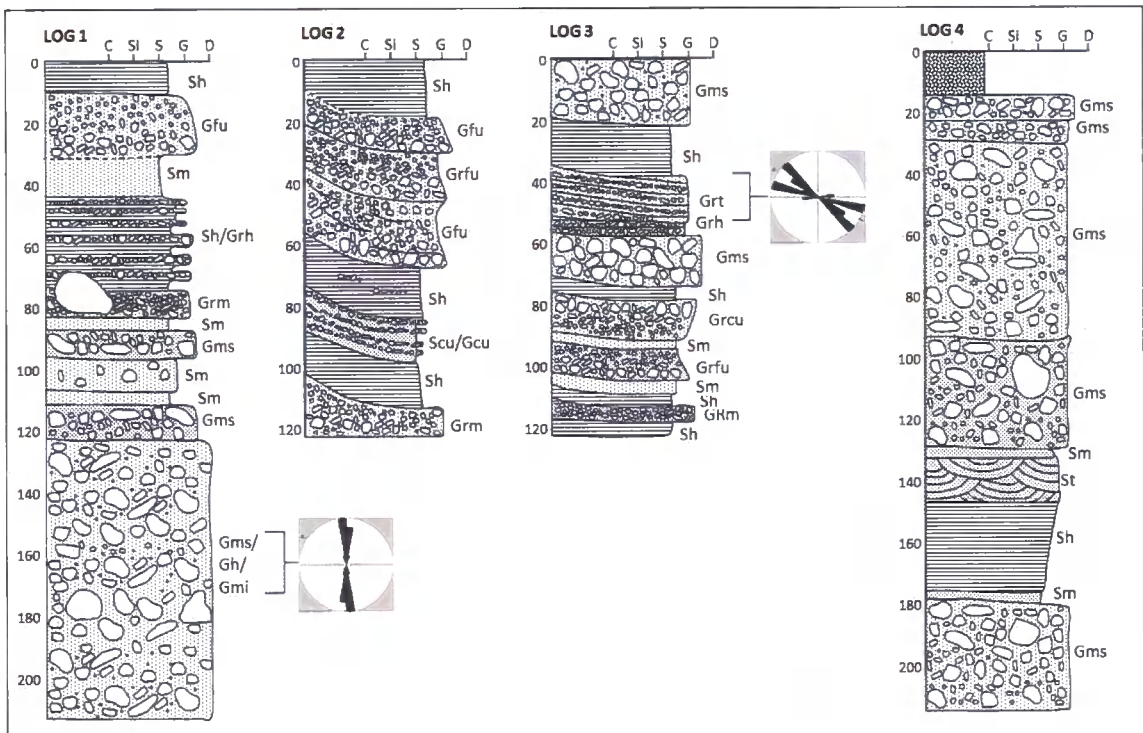 LOG 1
C Si S G D
0
20
40
60
80
100
120
140
160
180
200
Sh
Gfu
Sm
Sh/Grh
Grm
Sm
Gms
Sm
Sm
Gms
Gms/
Gh/
Gmi
LOG 2
C Si S G D
0
20
40
60
80
100
120
Sh
Gfu
Grfu
Gfu
Sh
Scu/Gcu
Sh
Grm
LOG 3
C Si S G D
0
20
40
60
80
100
120
Gms
Sh
Grt
Grh
Gms
Sh
Grcu
Sm
Grfu
Sm
Sh
GRm
Sh
LOG 4
C Si S G D
0
20
40
60
80
100
120
140
160
180
200
Gms
Gms
Gms
Gms
Sm
St
Sh
Sm
Gms